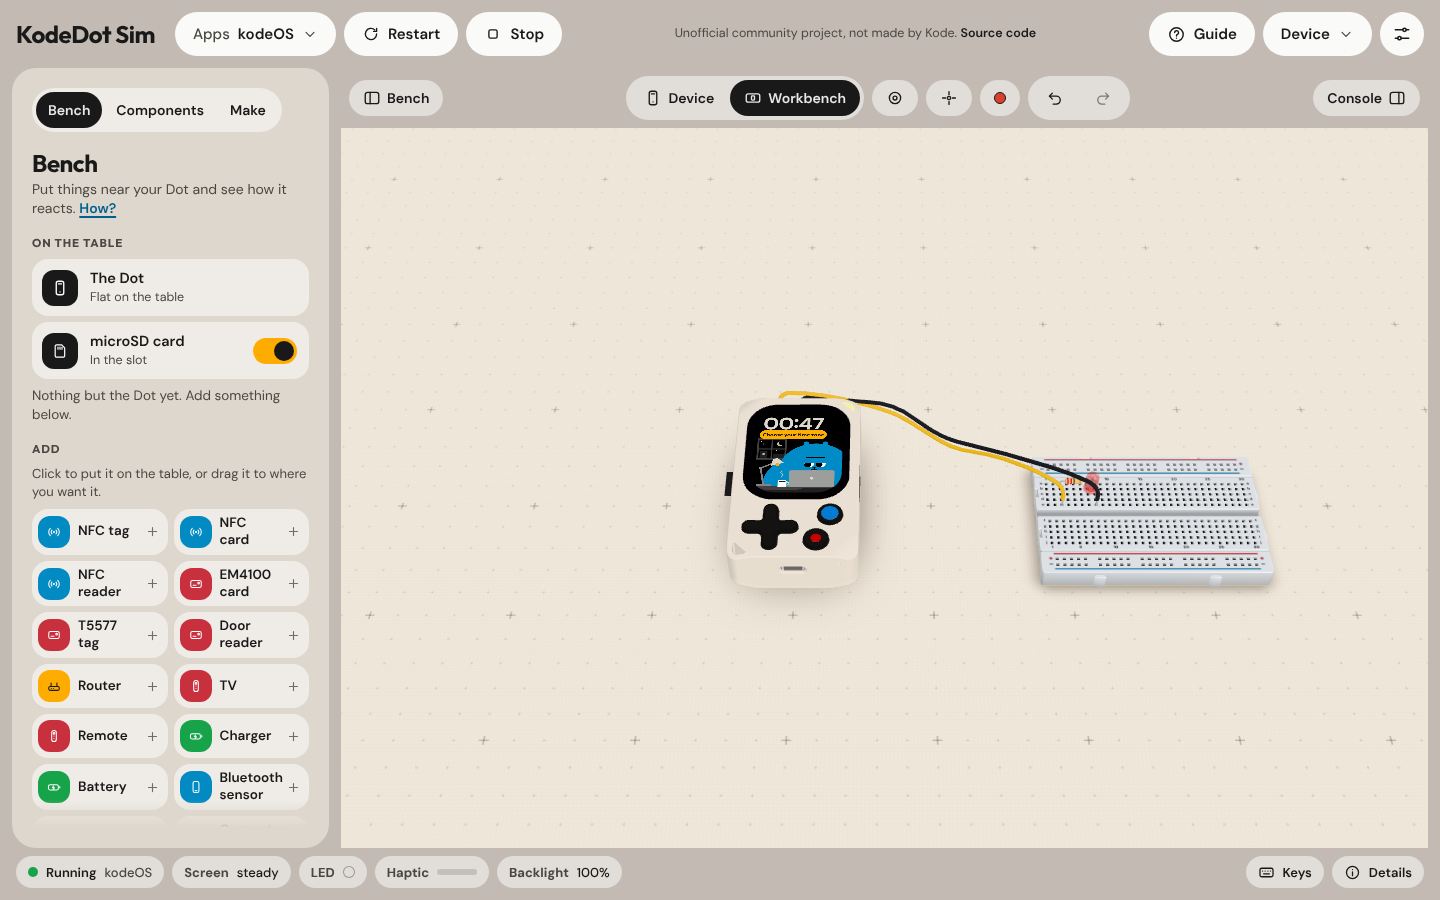 KodeDot Sim
Apps kodeOS
Restart
Stop
Unofficial community project, not made by Kode. Source code
Guide
Device
Bench
Components
Make
Bench
Put things near your Dot and see how it
reacts. How?
ON THE TABLE
The Dot
Flat on the table
microSD card
In the slot
Nothing but the Dot yet. Add something
below.
ADD
Click to put it on the table, or drag it to where
you want it.
NFC tag
NFC
card
NFC
reader
EM4100
card
T5577
tag
Door
reader
Router
TV
Remote
Charger
Battery
Bluetooth
sensor
Bench
Device
Workbench
Console
00:47
Choose your time zone
Running kodeOS
Screen steady
LED
Haptic
Backlight 100%
Keys
Details